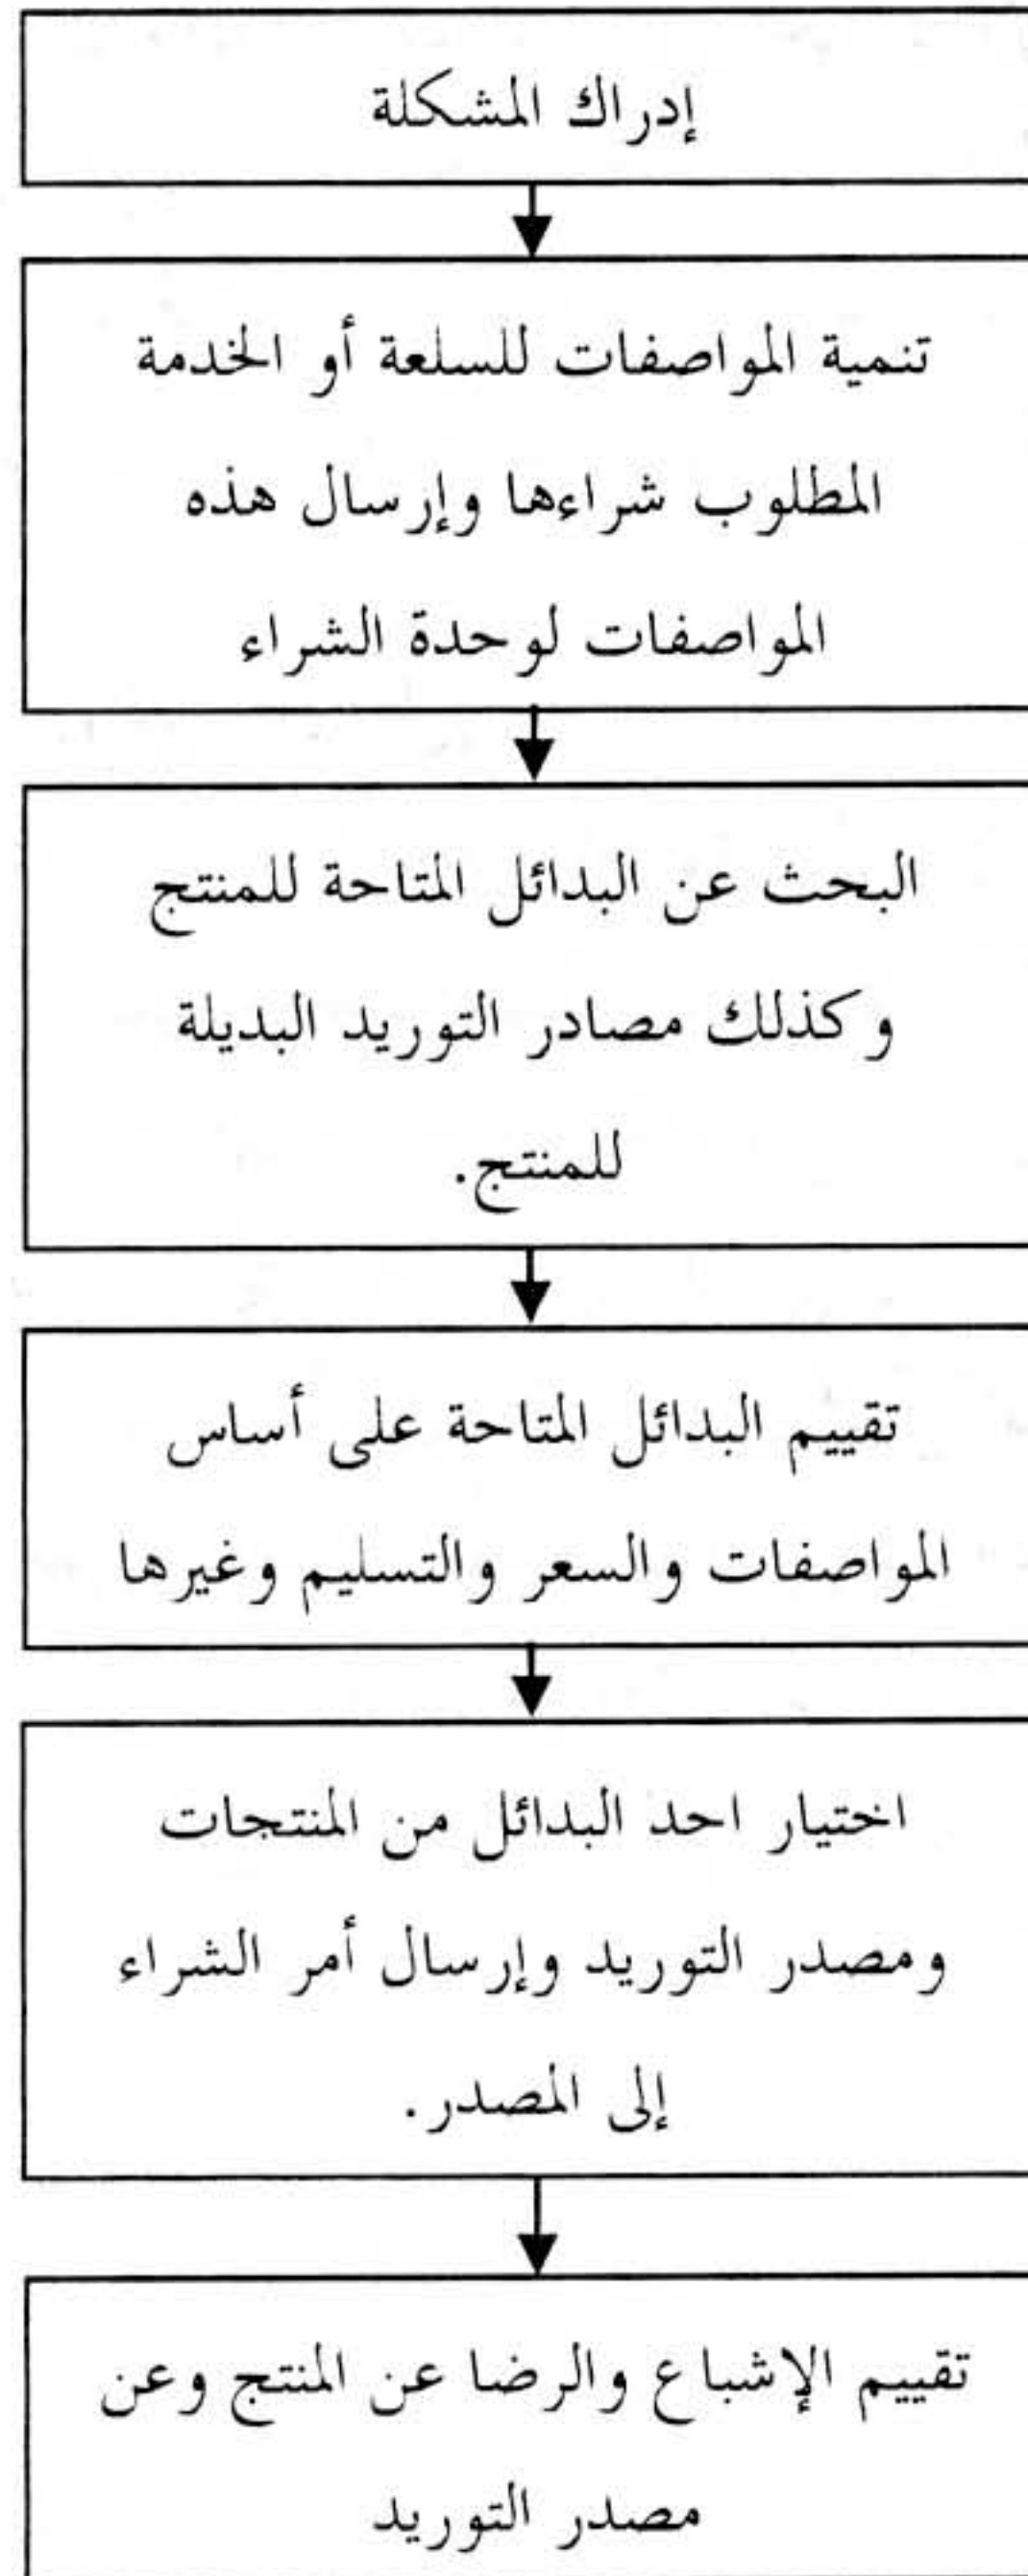 إدراك المشكلة
تنمية المواصفات للسلعة أو الخدمة
المطلوب شراءها وإرسال هذه
المواصفات لوحدة الشراء
البحث عن البدائل المتاحة للمنتج
وكذلك مصادر التوريد البديلة
للمنتج.
تقييم البدائل المتاحة على أساس
المواصفات والسعر والتسليم وغيرها
اختيار احد البدائل من المنتجات
ومصدر التوريد وإرسال أمر الشراء
إلى المصدر.
تقييم الإشباع والرضا عن المنتج وعن
مصدر التوريد